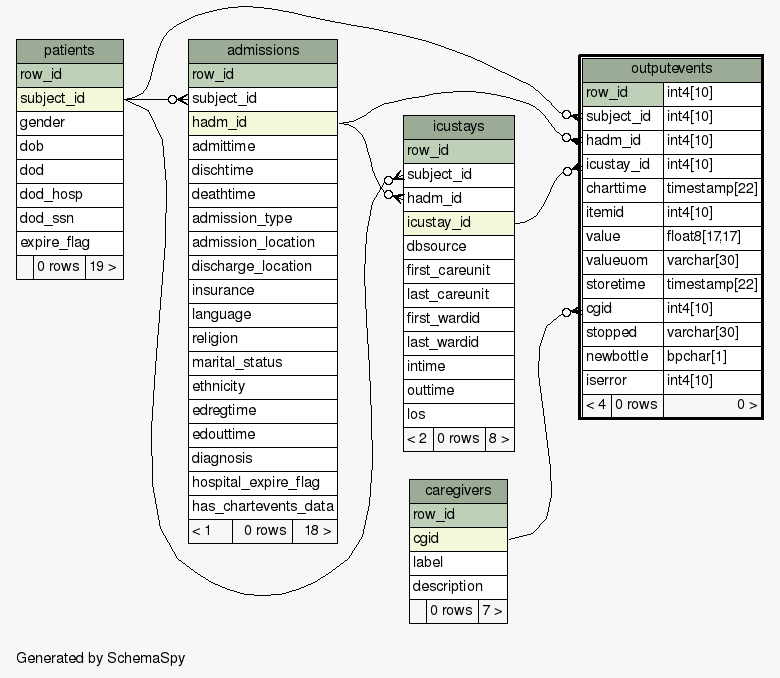 patients
row_id
subject_id
gender
dob
dod
dod_hosp
dod_ssn
expire_flag
0 rows 19 >
admissions
row_id
subject_id
hadm_id
admittime
dischtime
deathtime
admission_type
admission_location
discharge_location
insurance
language
religion
marital_status
ethnicity
edregtime
edouttime
diagnosis
hospital_expire_flag
has_chartevents_data
< 1 0 rows 18 >
icustays
row_id
subject_id
hadm_id
icustay_id
dbsource
first_careunit
last_careunit
first_wardid
last_wardid
intime
outtime
los
< 2 0 rows 8 >
caregivers
row_id
cgid
label
description
0 rows 7 >
outputevents
row_id int4[10]
subject_id int4[10]
hadm_id int4[10]
icustay_id int4[10]
charttime timestamp[22]
itemid int4[10]
value float8[17,17]
valueuom varchar[30]
storetime timestamp[22]
cgid int4[10]
stopped varchar[30]
newbottle bpchar[1]
iserror int4[10]
< 4 0 rows 0 >
Generated by SchemaSpy